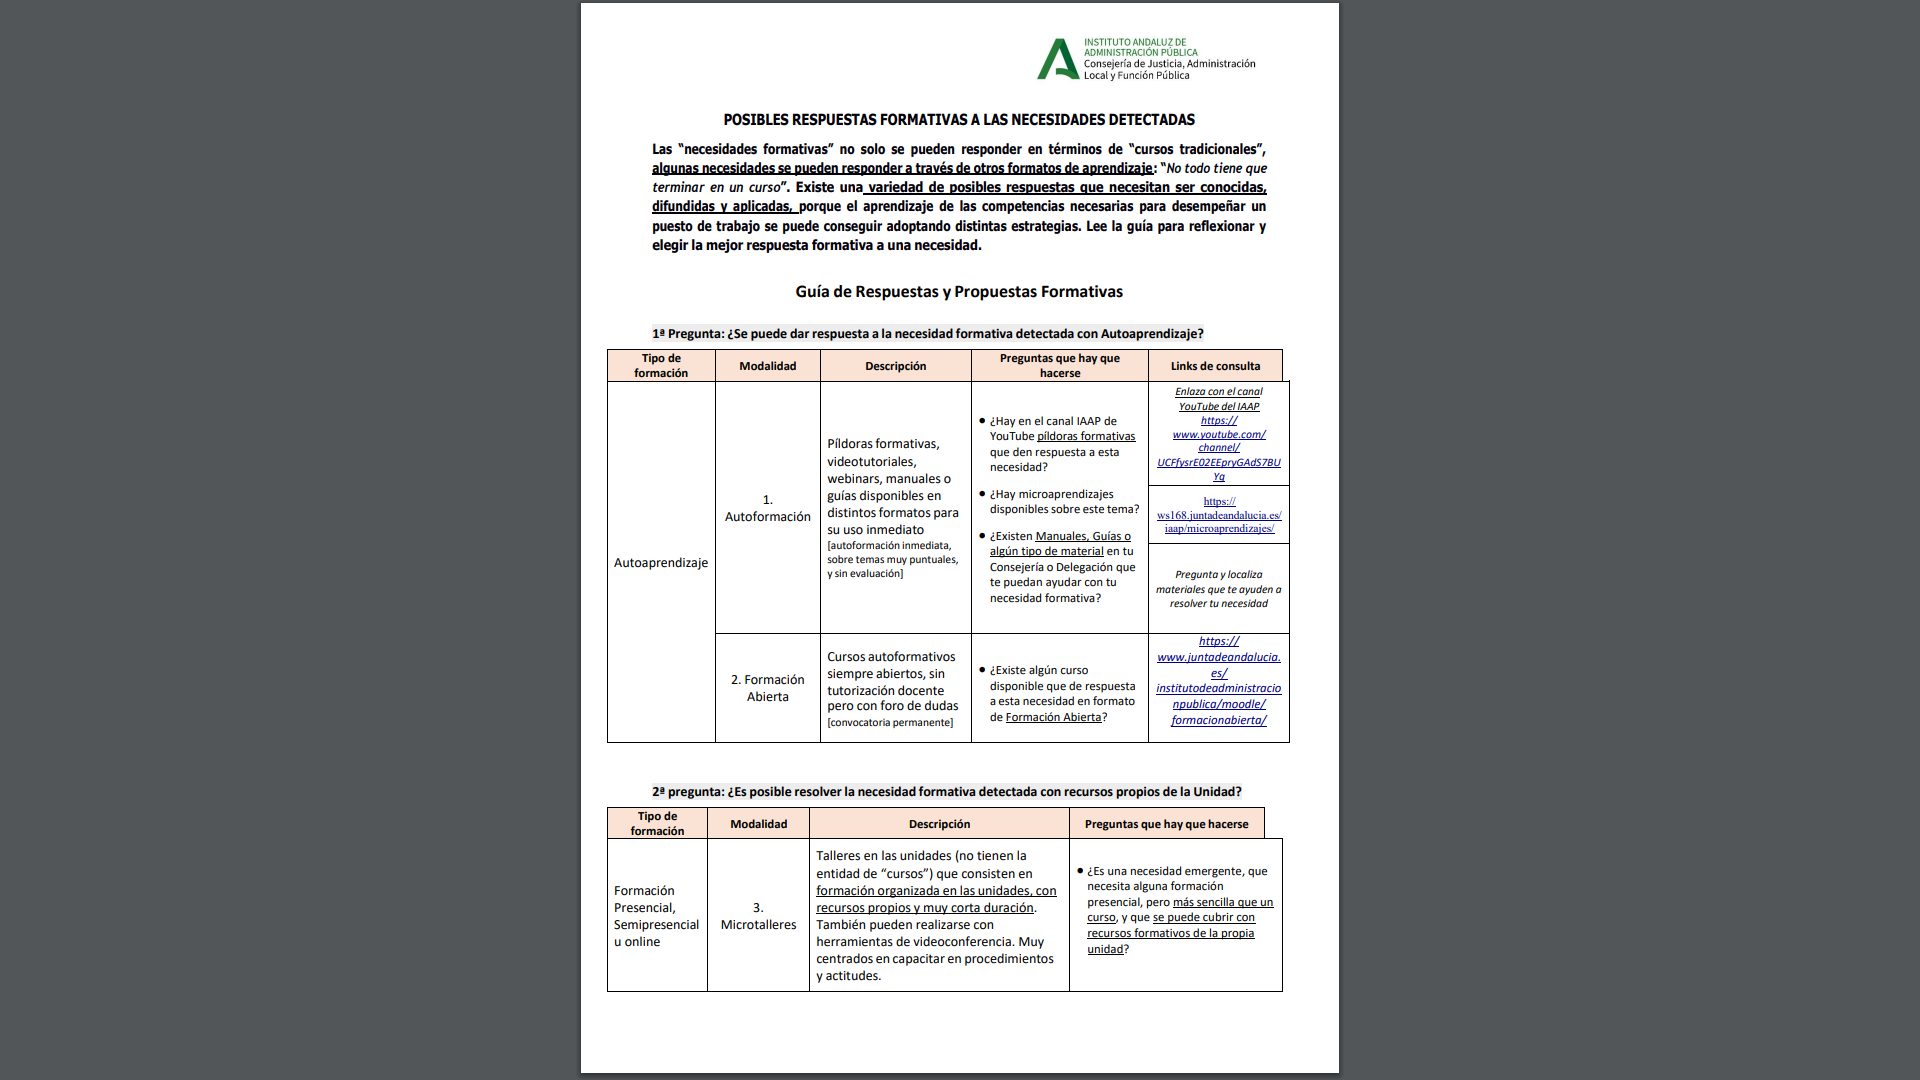 INSTITUTO ANDALUZ DE
ADMINISTRACIÓN PÚBLICA
Consejería de Justicia, Administración
Local y Función Pública
POSIBLES RESPUESTAS FORMATIVAS A LAS NECESIDADES DETECTADAS
Las “necesidades formativas” no solo se pueden responder en términos de “cursos tradicionales”,
algunas necesidades se pueden responder a través de otros formatos de aprendizaje: “No todo tiene que
terminar en un curso”. Existe una variedad de posibles respuestas que necesitan ser conocidas,
difundidas y aplicadas, porque el aprendizaje de las competencias necesarias para desempeñar un
puesto de trabajo se puede conseguir adoptando distintas estrategias. Lee la guía para reflexionar y
elegir la mejor respuesta formativa a una necesidad.
Guía de Respuestas y Propuestas Formativas
1ª Pregunta: ¿Se puede dar respuesta a la necesidad formativa detectada con Autoaprendizaje?
Tipo de
formación
Modalidad
Descripción
Preguntas que hay que
hacerse
Links de consulta
Autoaprendizaje
1.
Autoformación
Píldoras formativas,
videotutoriales,
webinars, manuales o
guías disponibles en
distintos formatos para
su uso inmediato
[autoformación inmediata,
sobre temas muy puntuales,
y sin evaluación]
● ¿Hay en el canal IAAP de
YouTube píldoras formativas
que den respuesta a esta
necesidad?
● ¿Hay microaprendizajes
disponibles sobre este tema?
● ¿Existen Manuales, Guías o
algún tipo de material en tu
Consejería o Delegación que
te puedan ayudar con tu
necesidad formativa?
Enlaza con el canal
YouTube del IAAP
https://
www.youtube.com/
channel/
UCFfysrE02EEpryGAdS7BU
Yg
https://
ws168.juntadeandalucia.es/
iaap/microaprendizajes/
Pregunta y localiza
materiales que te ayuden a
resolver tu necesidad
2. Formación
Abierta
Cursos autoformativos
siempre abiertos, sin
tutorización docente
pero con foro de dudas
[convocatoria permanente]
● ¿Existe algún curso
disponible que de respuesta
a esta necesidad en formato
de Formación Abierta?
https://
www.juntadeandalucia.
es/
institutodeadministracio
npublica/moodle/
formacionabierta/
2ª pregunta: ¿Es posible resolver la necesidad formativa detectada con recursos propios de la Unidad?
Tipo de
formación
Modalidad
Descripción
Preguntas que hay que hacerse
Formación
Presencial,
Semipresencial
u online
3.
Microtalleres
Talleres en las unidades (no tienen la
entidad de “cursos”) que consisten en
formación organizada en las unidades, con
recursos propios y muy corta duración.
También pueden realizarse con
herramientas de videoconferencia. Muy
centrados en capacitar en procedimientos
y actitudes.
● ¿Es una necesidad emergente, que
necesita alguna formación
presencial, pero más sencilla que un
curso, y que se puede cubrir con
recursos formativos de la propia
unidad?